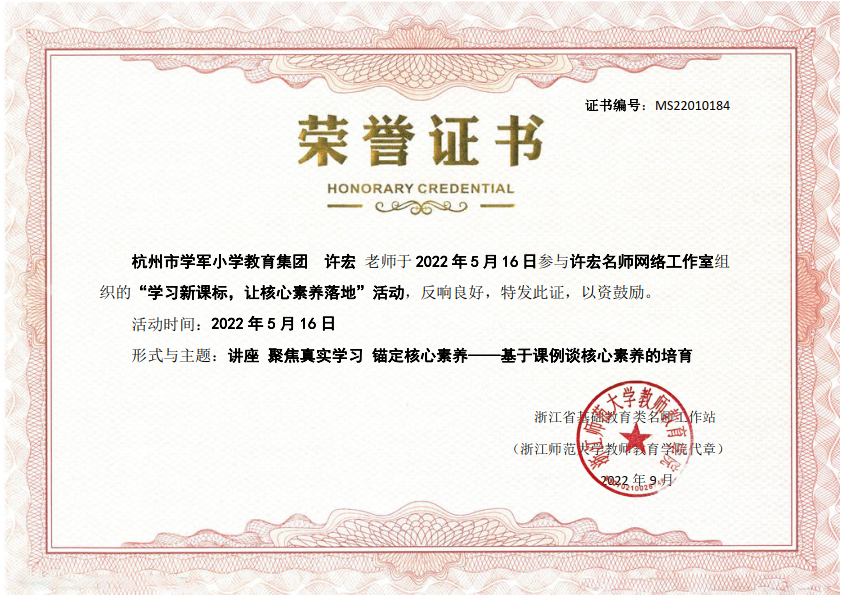 证书编号：MS22010184
荣誉证书
HONORARY CREDENTIAL
杭州市学军小学教育集团 许宏 老师于 2022 年 5 月 16 日参与许宏名师网络工作室组
织的“学习新课标，让核心素养落地”活动，反响良好，特发此证，以资鼓励。
活动时间：2022 年 5 月 16 日
形式与主题：讲座 聚焦真实学习 锚定核心素养——基于课例谈核心素养的培育
浙江师范大学教师教育学院
浙江省基础教育类名师工作站
（浙江师范大学教师教育学院代章）
2022 年 9 月